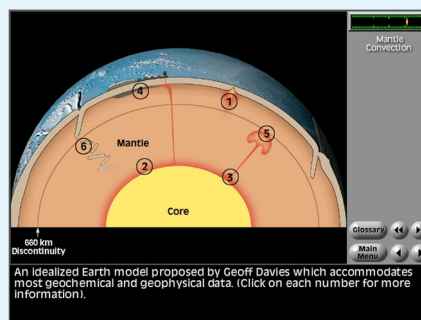 Mantle
Convection
4
1
5
6
Mantle
2
3
Core
660 km
Discontinuity
Glossary
Main
Menu
An idealized Earth model proposed by Geoff Davies which accommodates
most geochemical and geophysical data. (Click on each number for more
information).